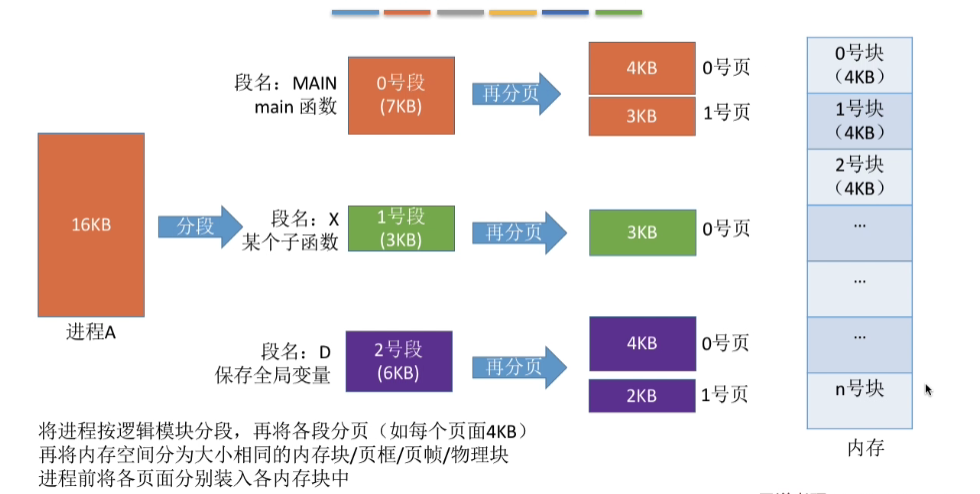 段名：MAIN
main 函数
0号段
(7KB)
再分页
4KB
0号页
3KB
1号页
16KB
进程A
分段
段名：X
某个子函数
1号段
(3KB)
再分页
3KB
0号页
段名：D
保存全局变量
2号段
(6KB)
再分页
4KB
0号页
2KB
1号页
0号块
（4KB）
1号块
（4KB）
2号块
（4KB）
...
...
...
n号块
内存
将进程按逻辑模块分段，再将各段分页（如每个页面4KB）
再将内存空间分为大小相同的内存块/页框/页帧/物理块
进程前将各页面分别装入各内存块中